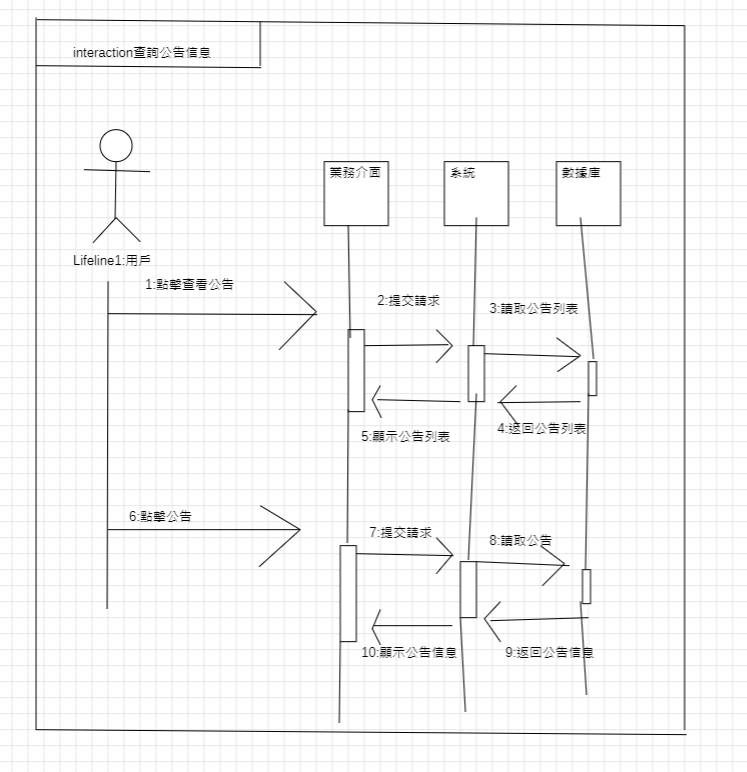 interaction查詢公告信息
業務介面
系統
數據庫
Lifeline1:用戶
1:點擊查看公告
2:提交請求
3:讀取公告列表
4:返回公告列表
5:顯示公告列表
6:點擊公告
7:提交請求
8:讀取公告
9:返回公告信息
10:顯示公告信息